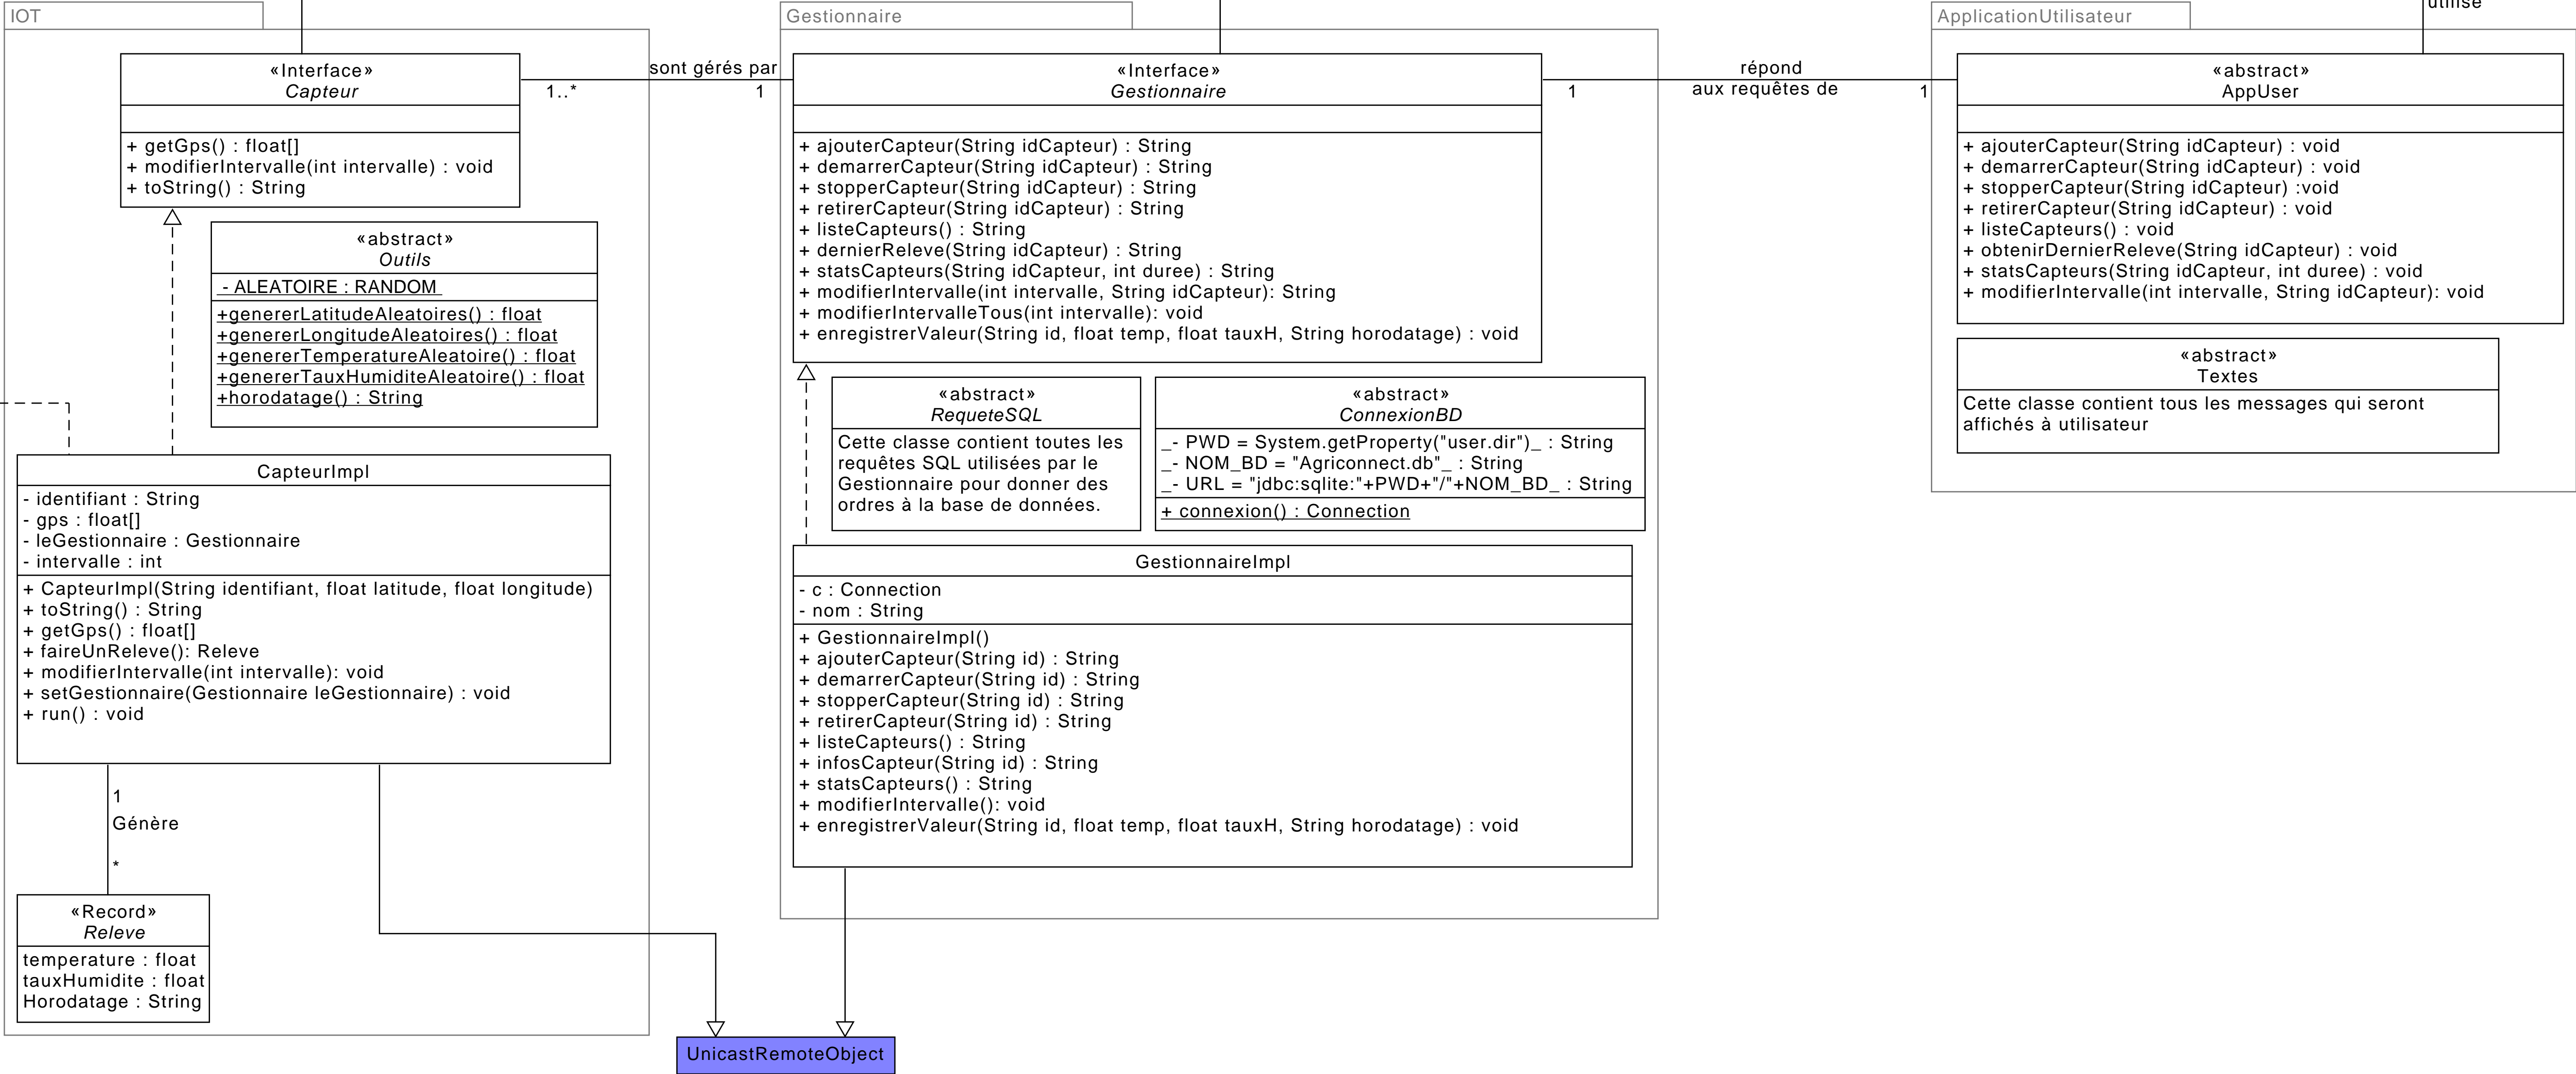 IOT
«Interface»
Capteur
+ getGps() : float[]
+ modifierIntervalle(int intervalle) : void
+ toString() : String
«abstract»
Outils
- ALEATOIRE : RANDOM
+genererLatitudeAleatoires() : float
+genererLongitudeAleatoires() : float
+genererTemperatureAleatoire() : float
+genererTauxHumiditeAleatoire() : float
+horodatage() : String
CapteurImpl
- identifiant : String
- gps : float[]
- leGestionnaire : Gestionnaire
- intervalle : int
+ CapteurImpl(String identifiant, float latitude, float longitude)
+ toString() : String
+ getGps() : float[]
+ faireUnReleve(): Releve
+ modifierIntervalle(int intervalle): void
+ setGestionnaire(Gestionnaire leGestionnaire) : void
+ run() : void
1
Génère
*
«Record»
Releve
temperature : float
tauxHumidite : float
Horodatage : String
sont gérés par
1..*
1
Gestionnaire
«Interface»
Gestionnaire
+ ajouterCapteur(String idCapteur) : String
+ demarrerCapteur(String idCapteur) : String
+ stopperCapteur(String idCapteur) : String
+ retirerCapteur(String idCapteur) : String
+ listeCapteurs() : String
+ dernierReleve(String idCapteur) : String
+ statsCapteurs(String idCapteur, int duree) : String
+ modifierIntervalle(int intervalle, String idCapteur): String
+ modifierIntervalleTous(int intervalle): void
+ enregistrerValeur(String id, float temp, float tauxH, String horodatage) : void
«abstract»
RequeteSQL
Cette classe contient toutes les
requêtes SQL utilisées par le
Gestionnaire pour donner des
ordres à la base de données.
«abstract»
ConnexionBD
_- PWD = System.getProperty("user.dir")_ : String
_- NOM_BD = "Agriconnect.db"_ : String
_- URL = "jdbc:sqlite:"+PWD+"/"+NOM_BD_ : String
+ connexion() : Connection
GestionnaireImpl
- c : Connection
- nom : String
+ GestionnaireImpl()
+ ajouterCapteur(String id) : String
+ demarrerCapteur(String id) : String
+ stopperCapteur(String id) : String
+ retirerCapteur(String id) : String
+ listeCapteurs() : String
+ infosCapteur(String id) : String
+ statsCapteurs() : String
+ modifierIntervalle(): void
+ enregistrerValeur(String id, float temp, float tauxH, String horodatage) : void
UnicastRemoteObject
répond
aux requêtes de
1
1
ApplicationUtilisateur
utilise
«abstract»
AppUser
+ ajouterCapteur(String idCapteur) : void
+ demarrerCapteur(String idCapteur) : void
+ stopperCapteur(String idCapteur) :void
+ retirerCapteur(String idCapteur) : void
+ listeCapteurs() : void
+ obtenirDernierReleve(String idCapteur) : void
+ statsCapteurs(String idCapteur, int duree) : void
+ modifierIntervalle(int intervalle, String idCapteur): void
«abstract»
Textes
Cette classe contient tous les messages qui seront
affichés à utilisateur